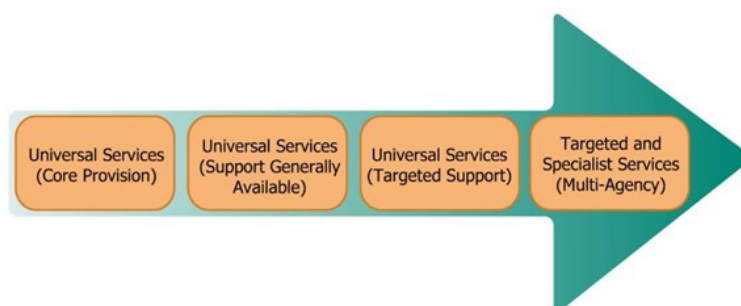 Universal Services
(Core Provision)
Universal Services
(Support Generally
Available)
Universal Services
(Targeted Support)
Targeted and
Specialist Services
(Multi-Agency)